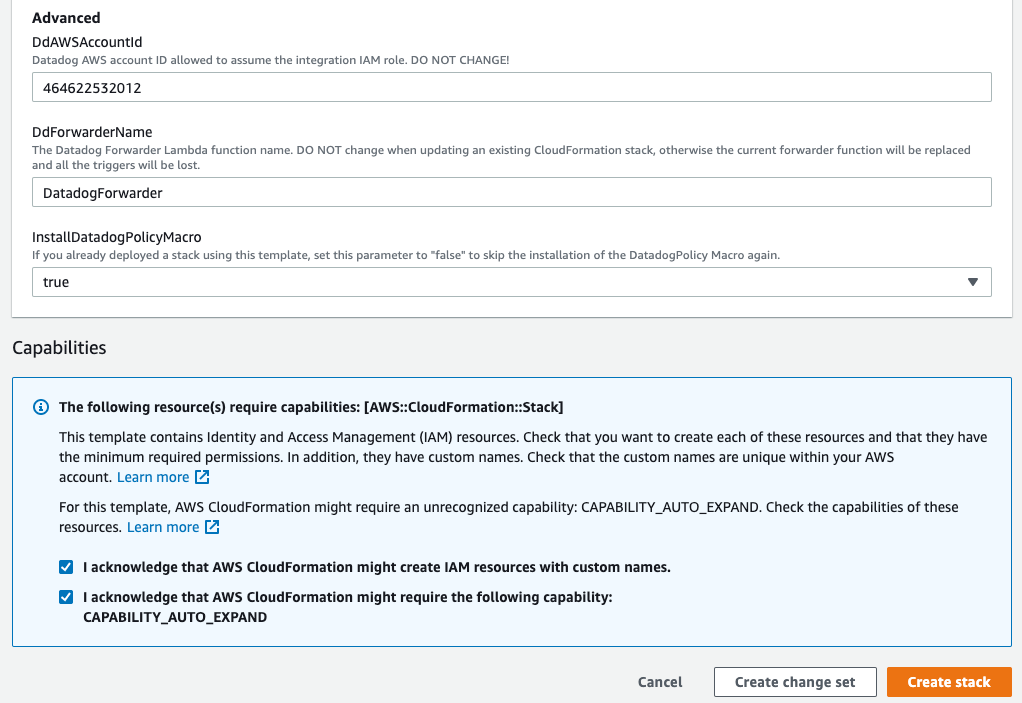 Advanced
DdAWSAccountId
Datadog AWS account ID allowed to assume the integration IAM role. DO NOT CHANGE!
464622532012
DdForwarderName
The Datadog Forwarder Lambda function name. DO NOT change when updating an existing CloudFormation stack, otherwise the current forwarder function will be replaced
and all the triggers will be lost.
DatadogForwarder
InstallDatadogPolicyMacro
If you already deployed a stack using this template, set this parameter to "false" to skip the installation of the DatadogPolicy Macro again.
true
Capabilities
The following resource(s) require capabilities: [AWS::CloudFormation::Stack]
This template contains Identity and Access Management (IAM) resources. Check that you want to create each of these resources and that they have
the minimum required permissions. In addition, they have custom names. Check that the custom names are unique within your AWS
account. Learn more
For this template, AWS CloudFormation might require an unrecognized capability: CAPABILITY_AUTO_EXPAND. Check the capabilities of these
resources. Learn more
I acknowledge that AWS CloudFormation might create IAM resources with custom names.
I acknowledge that AWS CloudFormation might require the following capability:
CAPABILITY_AUTO_EXPAND
Cancel
Create change set
Create stack